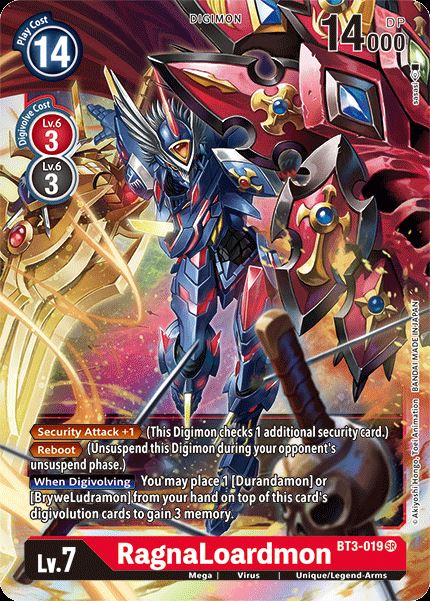 Play Cost
14
DIGIMON
DP
14000
Digivolve Cost
Lv.6
3
Lv.6
3
© Akiyoshi Hongo, Toei Animation BANDAI MADE IN JAPAN
Security Attack +1 (This Digimon checks 1 additional security card.)
Reboot (Unsuspend this Digimon during your opponent's
unsuspend phase.)
When Digivolving You may place 1 [Durandamon] or
[BryweLudramon] from your hand on top of this card's
digivolution cards to gain 3 memory.
BT3-019 SR
Lv.7
RagnaLoardmon
Mega | Virus | Unique/Legend-Arms